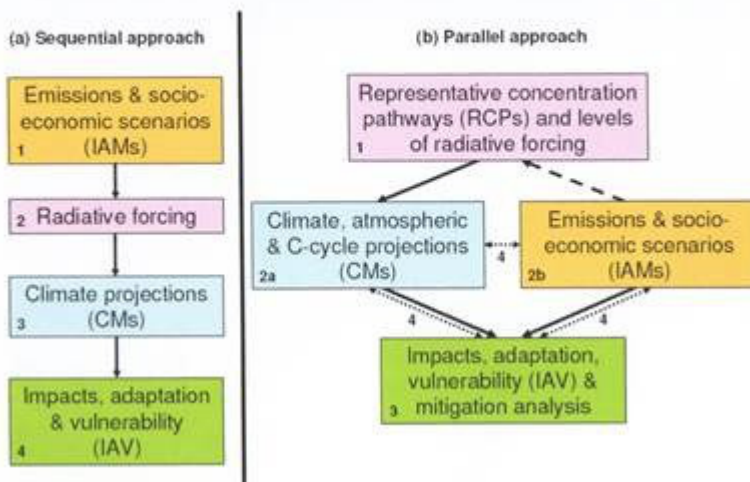 (a) Sequential approach
Emissions & socio-
economic scenarios
(IAMs)
1
2 Radiative forcing
Climate projections
(CMs)
3
Impacts, adaptation
& vulnerability
(IAV)
4
(b) Parallel approach
Representative concentration
pathways (RCPs) and levels
of radiative forcing
1
Climate, atmospheric
& C-cycle projections
(CMs)
2a
4
Emissions & socio-
economic scenarios
(IAMs)
2b
4
4
Impacts, adaptation,
vulnerability (IAV) &
mitigation analysis
3